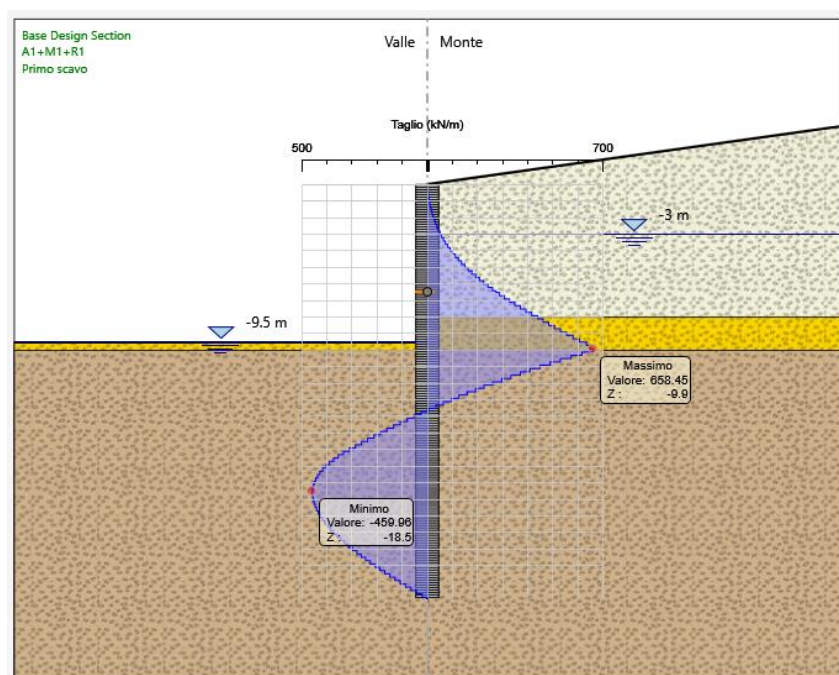 Base Design Section
A1+M1+R1
Primo scavo
Valle Monte
Taglio (kN/m)
500 700
-3 m
-9.5 m
Massimo
Valore: 658.45
Z : -9.9
Minimo
Valore: -459.96
Z : -18.5